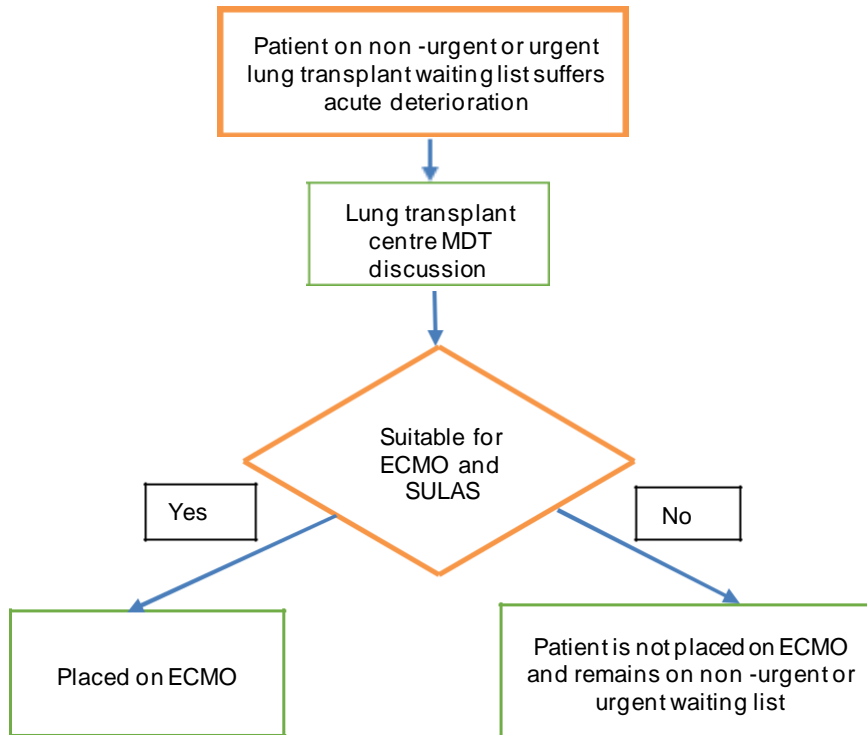 Patient on non -urgent or urgent
lung transplant waiting list suffers
acute deterioration
Lung transplant
centre MDT
discussion
Suitable for
ECMO and
SULAS
Yes
No
Placed on ECMO
Patient is not placed on ECMO
and remains on non -urgent or
urgent waiting list